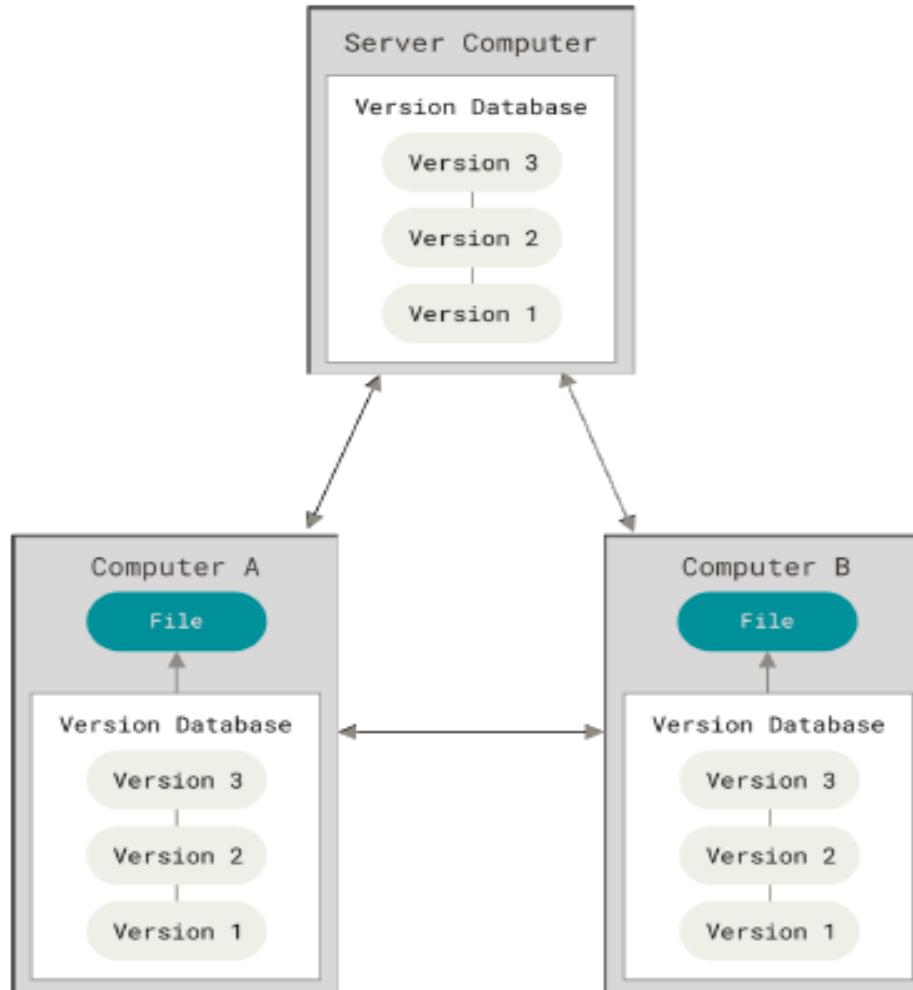 Server Computer
Version Database
Version 3
Version 2
Version 1
Computer A
File
Version Database
Version 3
Version 2
Version 1
Computer B
File
Version Database
Version 3
Version 2
Version 1